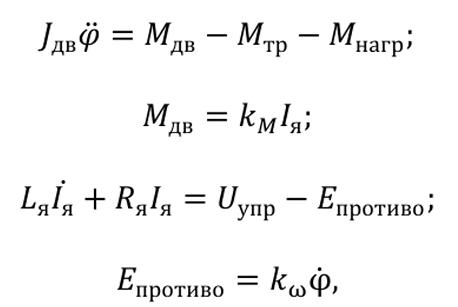 J_дв φ̈ = M_дв − M_тр − M_нагр;
M_дв = k_M I_я;
L_я İ_я + R_я I_я = U_упр − E_противо;
E_противо = k_ω φ̇,